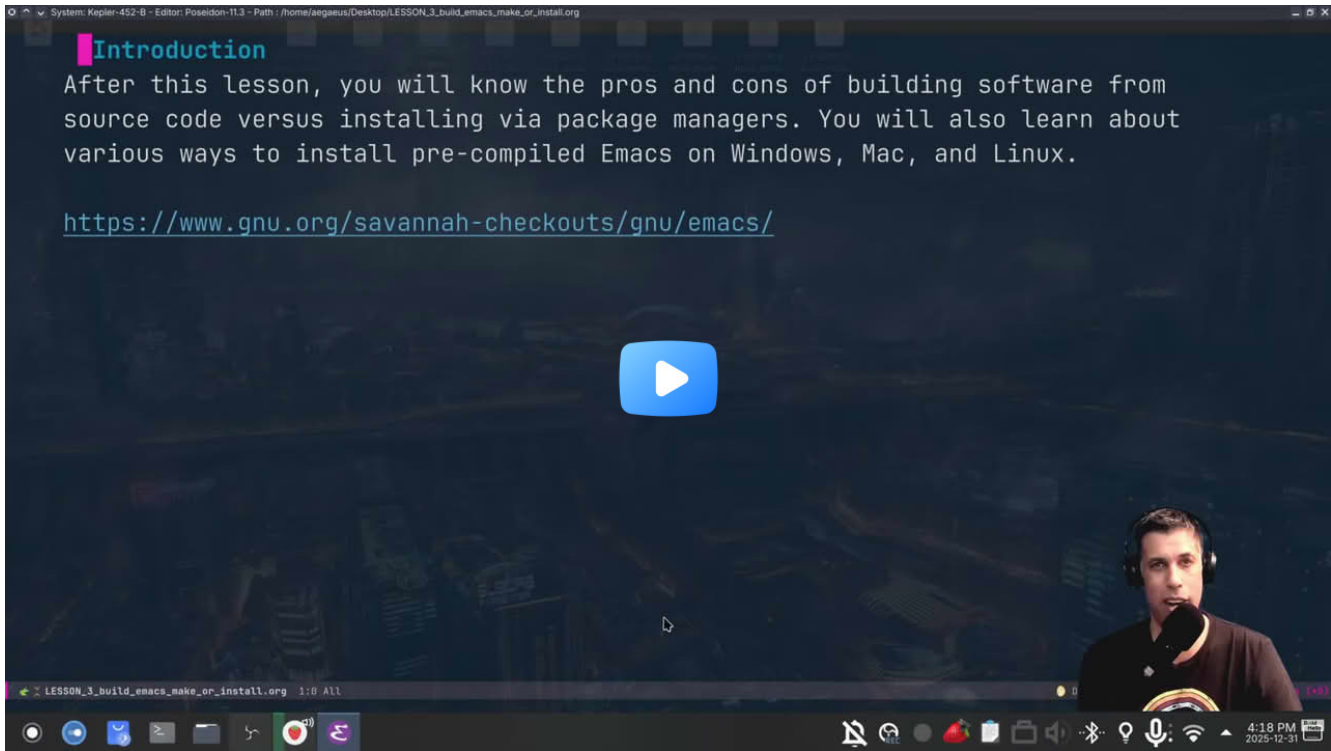 System: Kepler-452-B - Editor: Poseidon-11.3 - Path : /home/aegaeus/Desktop/LESSON_3_build_emacs_make_or_install.org
Introduction
After this lesson, you will know the pros and cons of building software from
source code versus installing via package managers. You will also learn about
various ways to install pre-compiled Emacs on Windows, Mac, and Linux.
https://www.gnu.org/savannah-checkouts/gnu/emacs/
LESSON_3_build_emacs_make_or_install.org 1:0 All
4:18 PM
2025-12-31